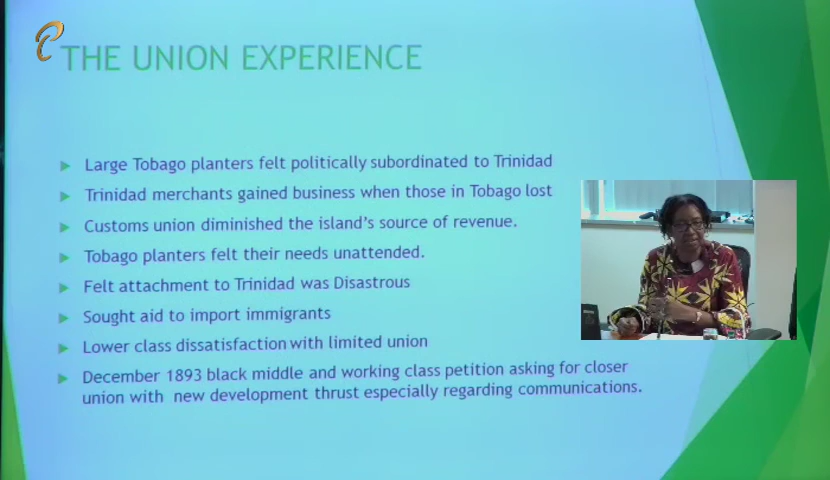 THE UNION EXPERIENCE
Large Tobago planters felt politically subordinated to Trinidad
Trinidad merchants gained business when those in Tobago lost
Customs union diminished the island's source of revenue.
Tobago planters felt their needs unattended.
Felt attachment to Trinidad was Disastrous
Sought aid to import immigrants
Lower class dissatisfaction with limited union
December 1893 black middle and working class petition asking for closer
union with new development thrust especially regarding communications.